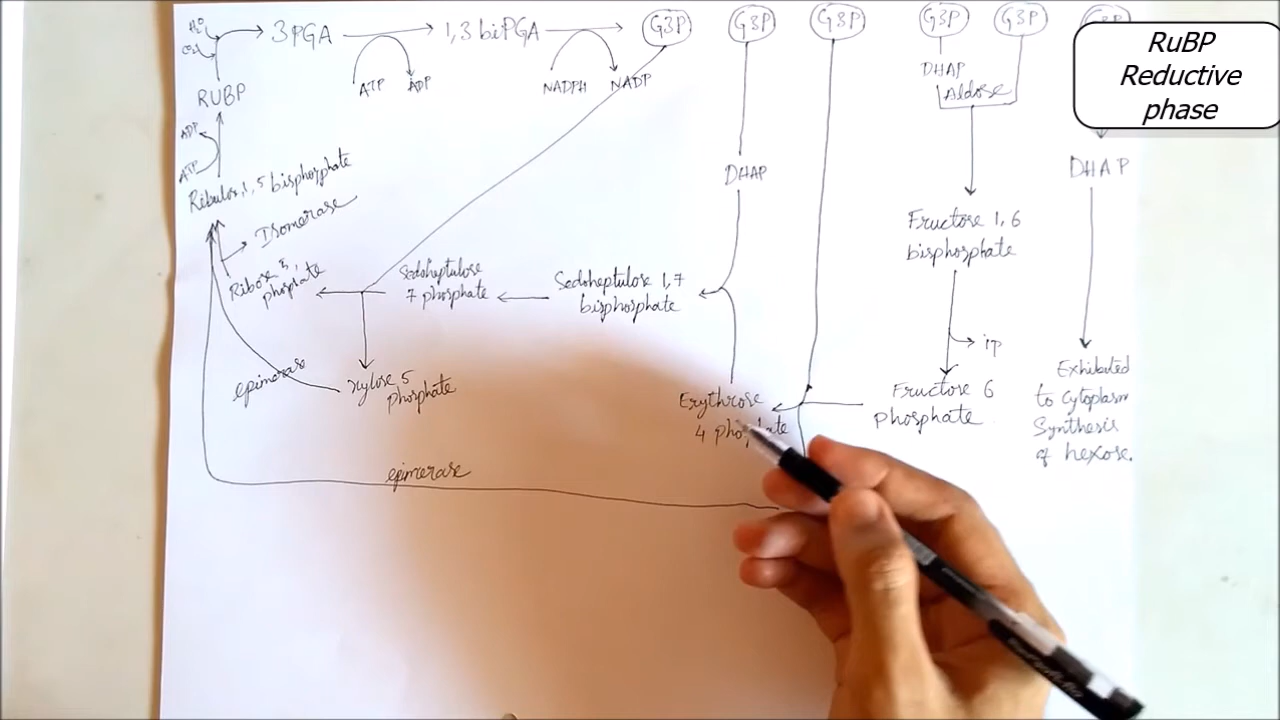 RuBP
Reductive
phase
H2O
CO2
3PGA
1,3 biPGA
G3P
G3P
G3P
G3P
G3P
G3P
ATP
ADP
NADPH
NADP
RUBP
DHAP
Aldose
ADP
ATP
DHAP
DHAP
Ribulos,1,5 bisphosphate
Isomerase
Fructose 1,6
bisphosphate
Ribose 5,
phosphate
Sedoheptulose
7 phosphate
Sedoheptulose 1,7
bisphosphate
ip
epimerase
xylose 5
phosphate
Erythrose
4 phosphate
Fructose 6
phosphate
Exhibited
to Cytoplasm
Synthesis
of hexose.
epimerase